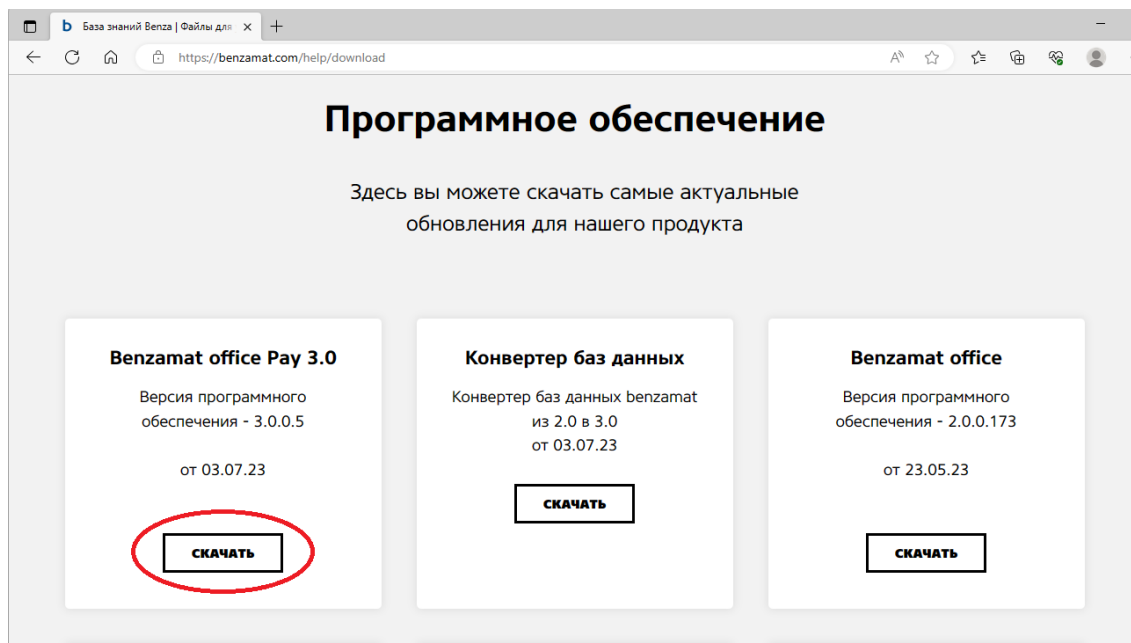 b База знаний Benza | Файлы для
https://benzamat.com/help/download
Программное обеспечение
Здесь вы можете скачать самые актуальные
обновления для нашего продукта
Benzamat office Pay 3.0
Версия программного
обеспечения - 3.0.0.5
от 03.07.23
СКАЧАТЬ
Конвертер баз данных
Конвертер баз данных benzamat
из 2.0 в 3.0
от 03.07.23
СКАЧАТЬ
Benzamat office
Версия программного
обеспечения - 2.0.0.173
от 23.05.23
СКАЧАТЬ